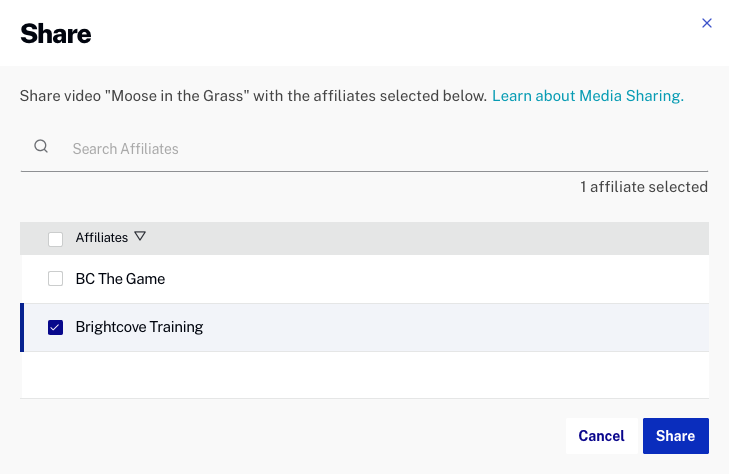 Share
Share video "Moose in the Grass" with the affiliates selected below. Learn about Media Sharing.
Search Affiliates
1 affiliate selected
Affiliates
BC The Game
Brightcove Training
Cancel Share